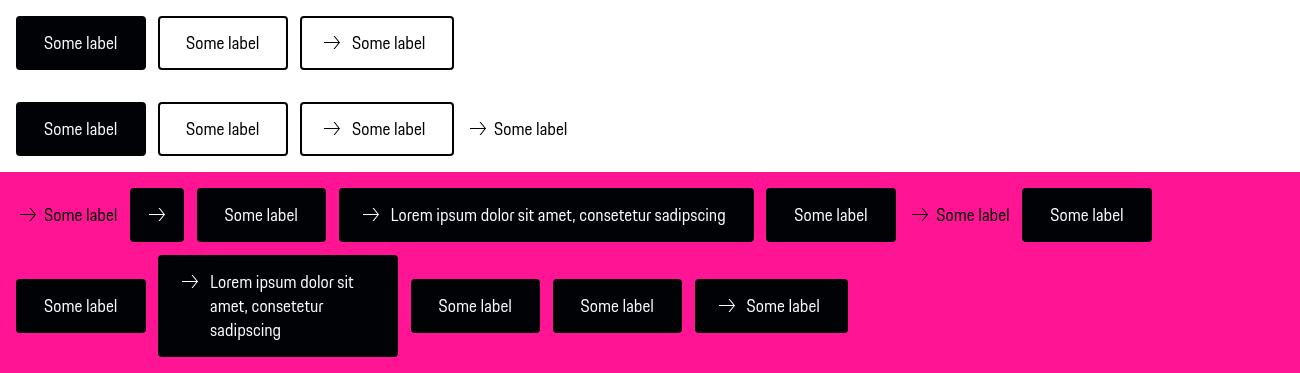 Some label Some label → Some label
Some label Some label → Some label → Some label
→ Some label → Some label → Lorem ipsum dolor sit amet, consetetur sadipscing Some label → Some label Some label
Some label → Lorem ipsum dolor sit
amet, consetetur
sadipscing
Some label Some label → Some label